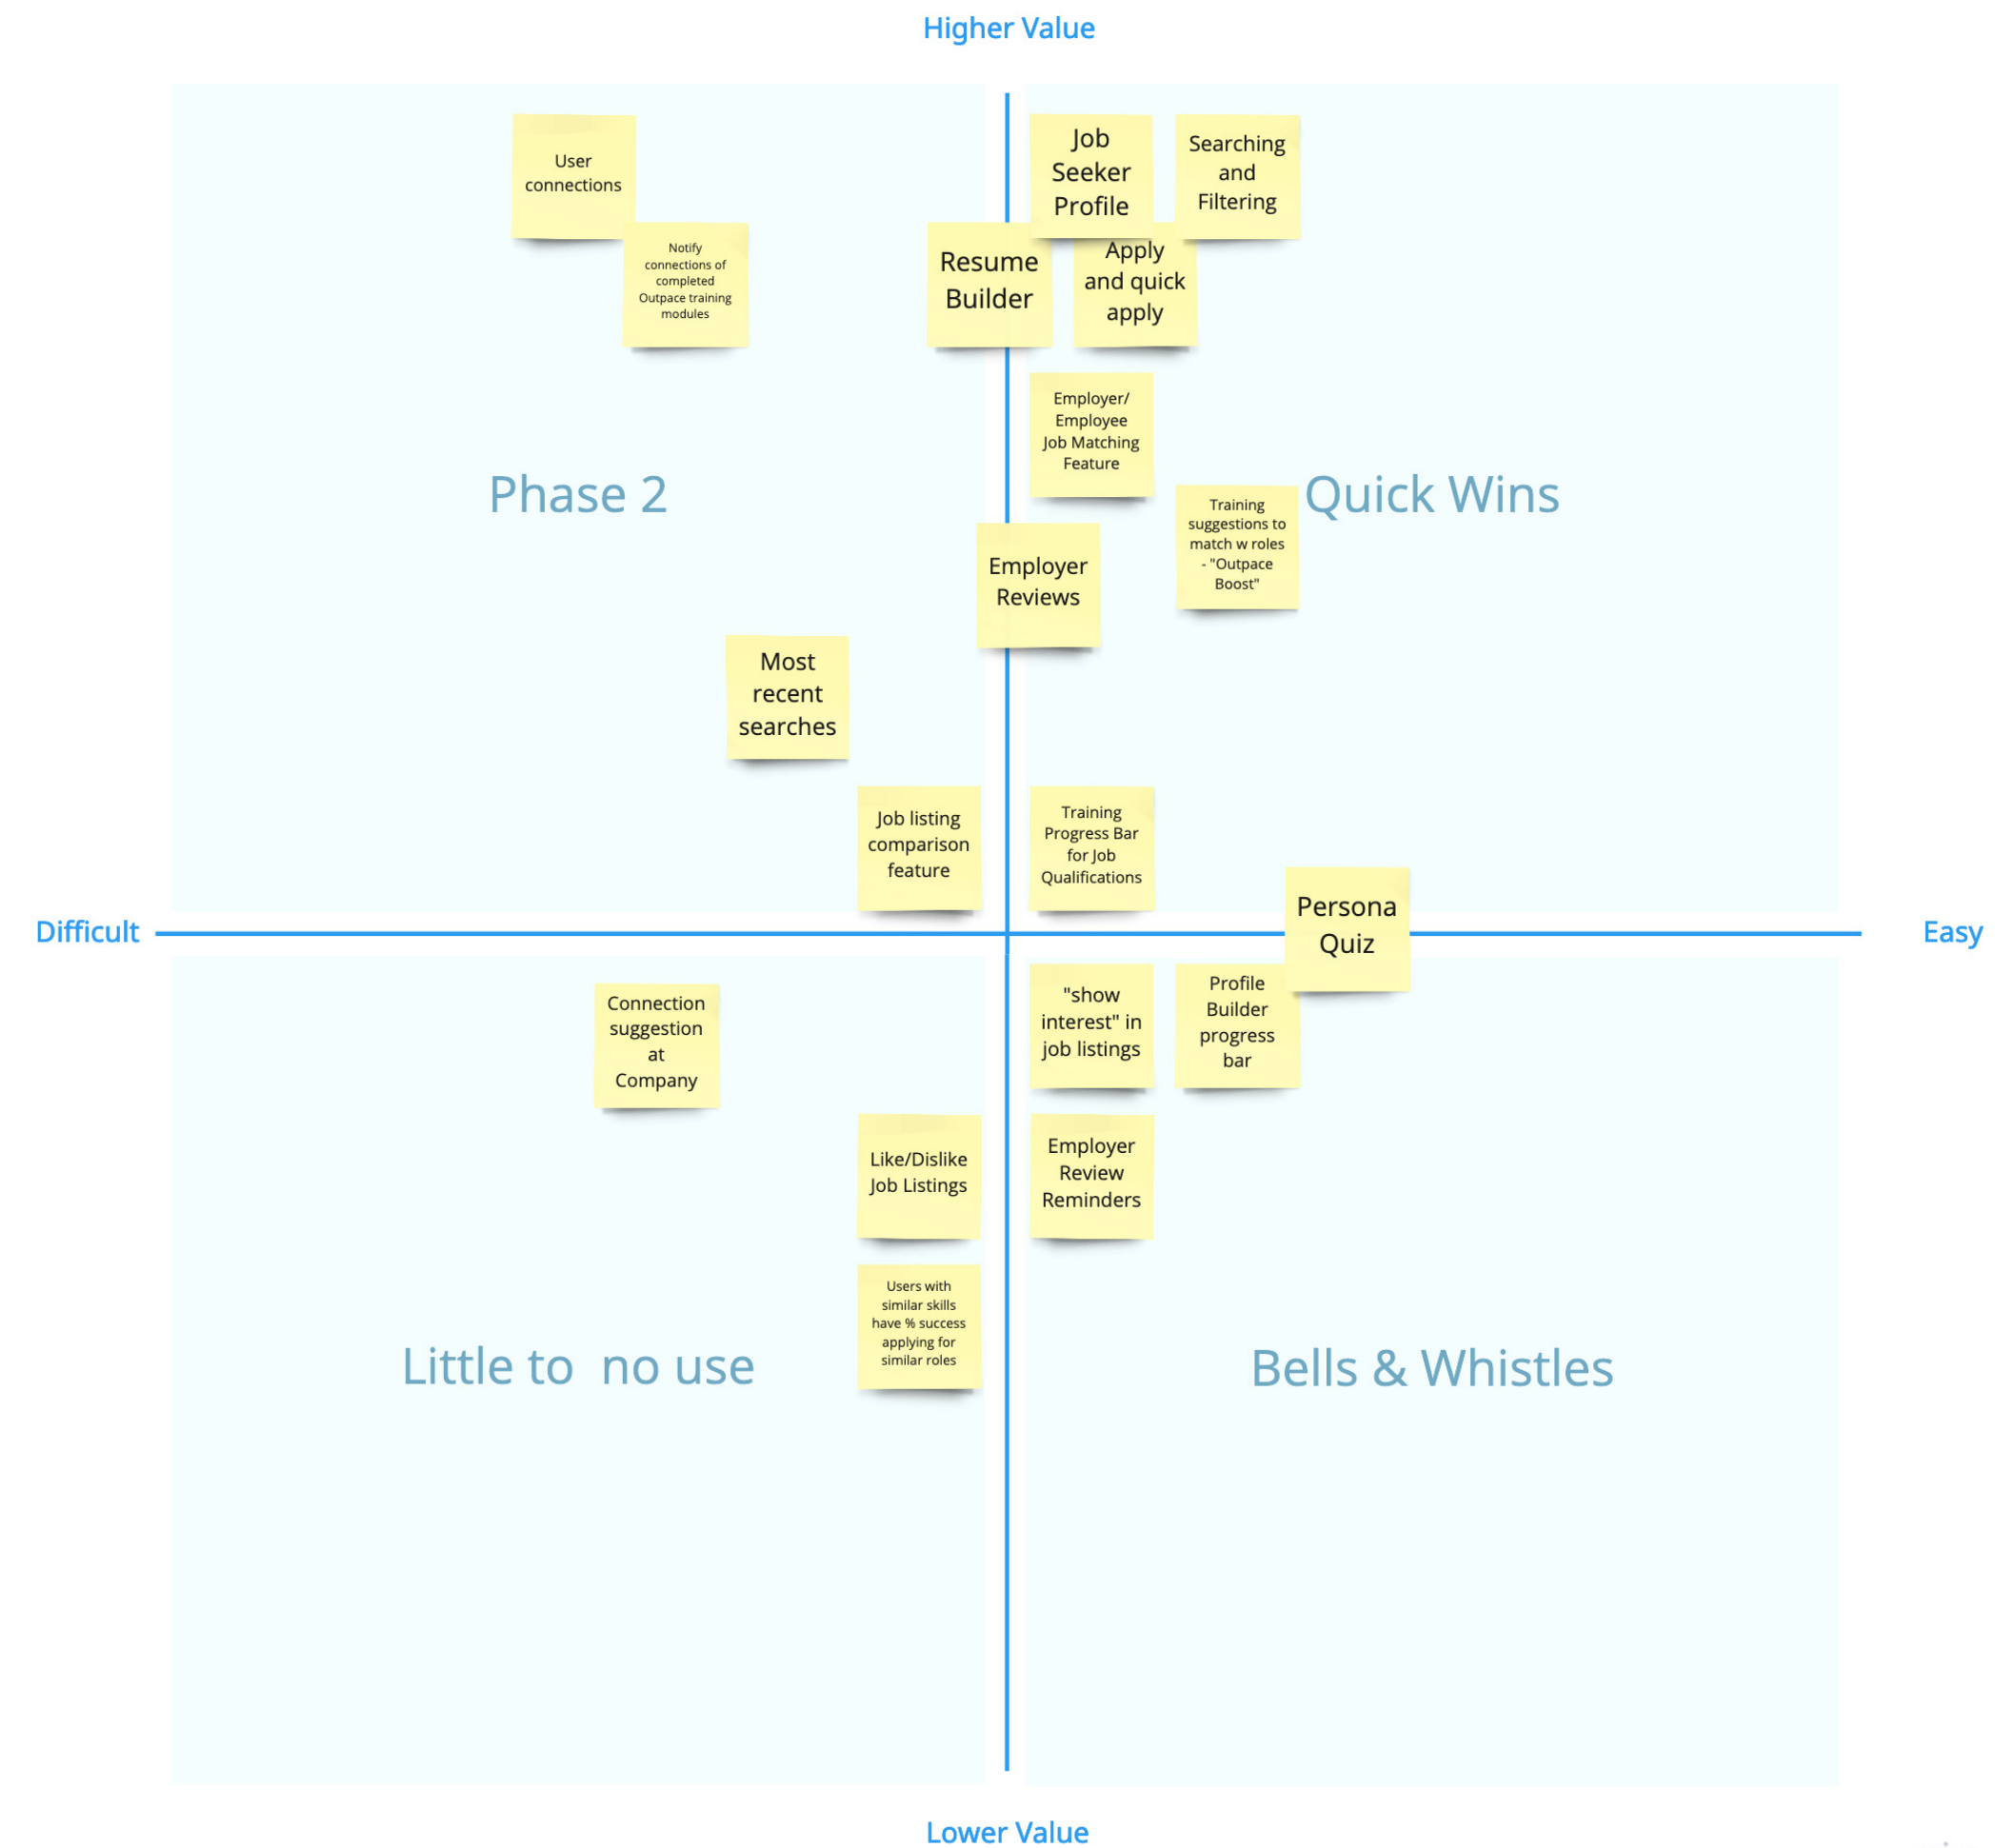 Higher Value
User
connections
Job
Seeker
Profile
Searching
and
Filtering
Notify
connections of
completed
Outpace training
modules
Resume
Builder
Apply
and quick
apply
Employer/
Employee
Job Matching
Feature
Phase 2
Quick Wins
Training
suggestions to
match w roles
- "Outpace
Boost"
Employer
Reviews
Most
recent
searches
Job listing
comparison
feature
Training
Progress Bar
for Job
Qualifications
Persona
Quiz
Difficult
Easy
Connection
suggestion
at
Company
"show
interest" in
job listings
Profile
Builder
progress
bar
Like/Dislike
Job Listings
Employer
Review
Reminders
Users with
similar skills
have % success
applying for
similar roles
Little to  no use
Bells & Whistles
Lower Value